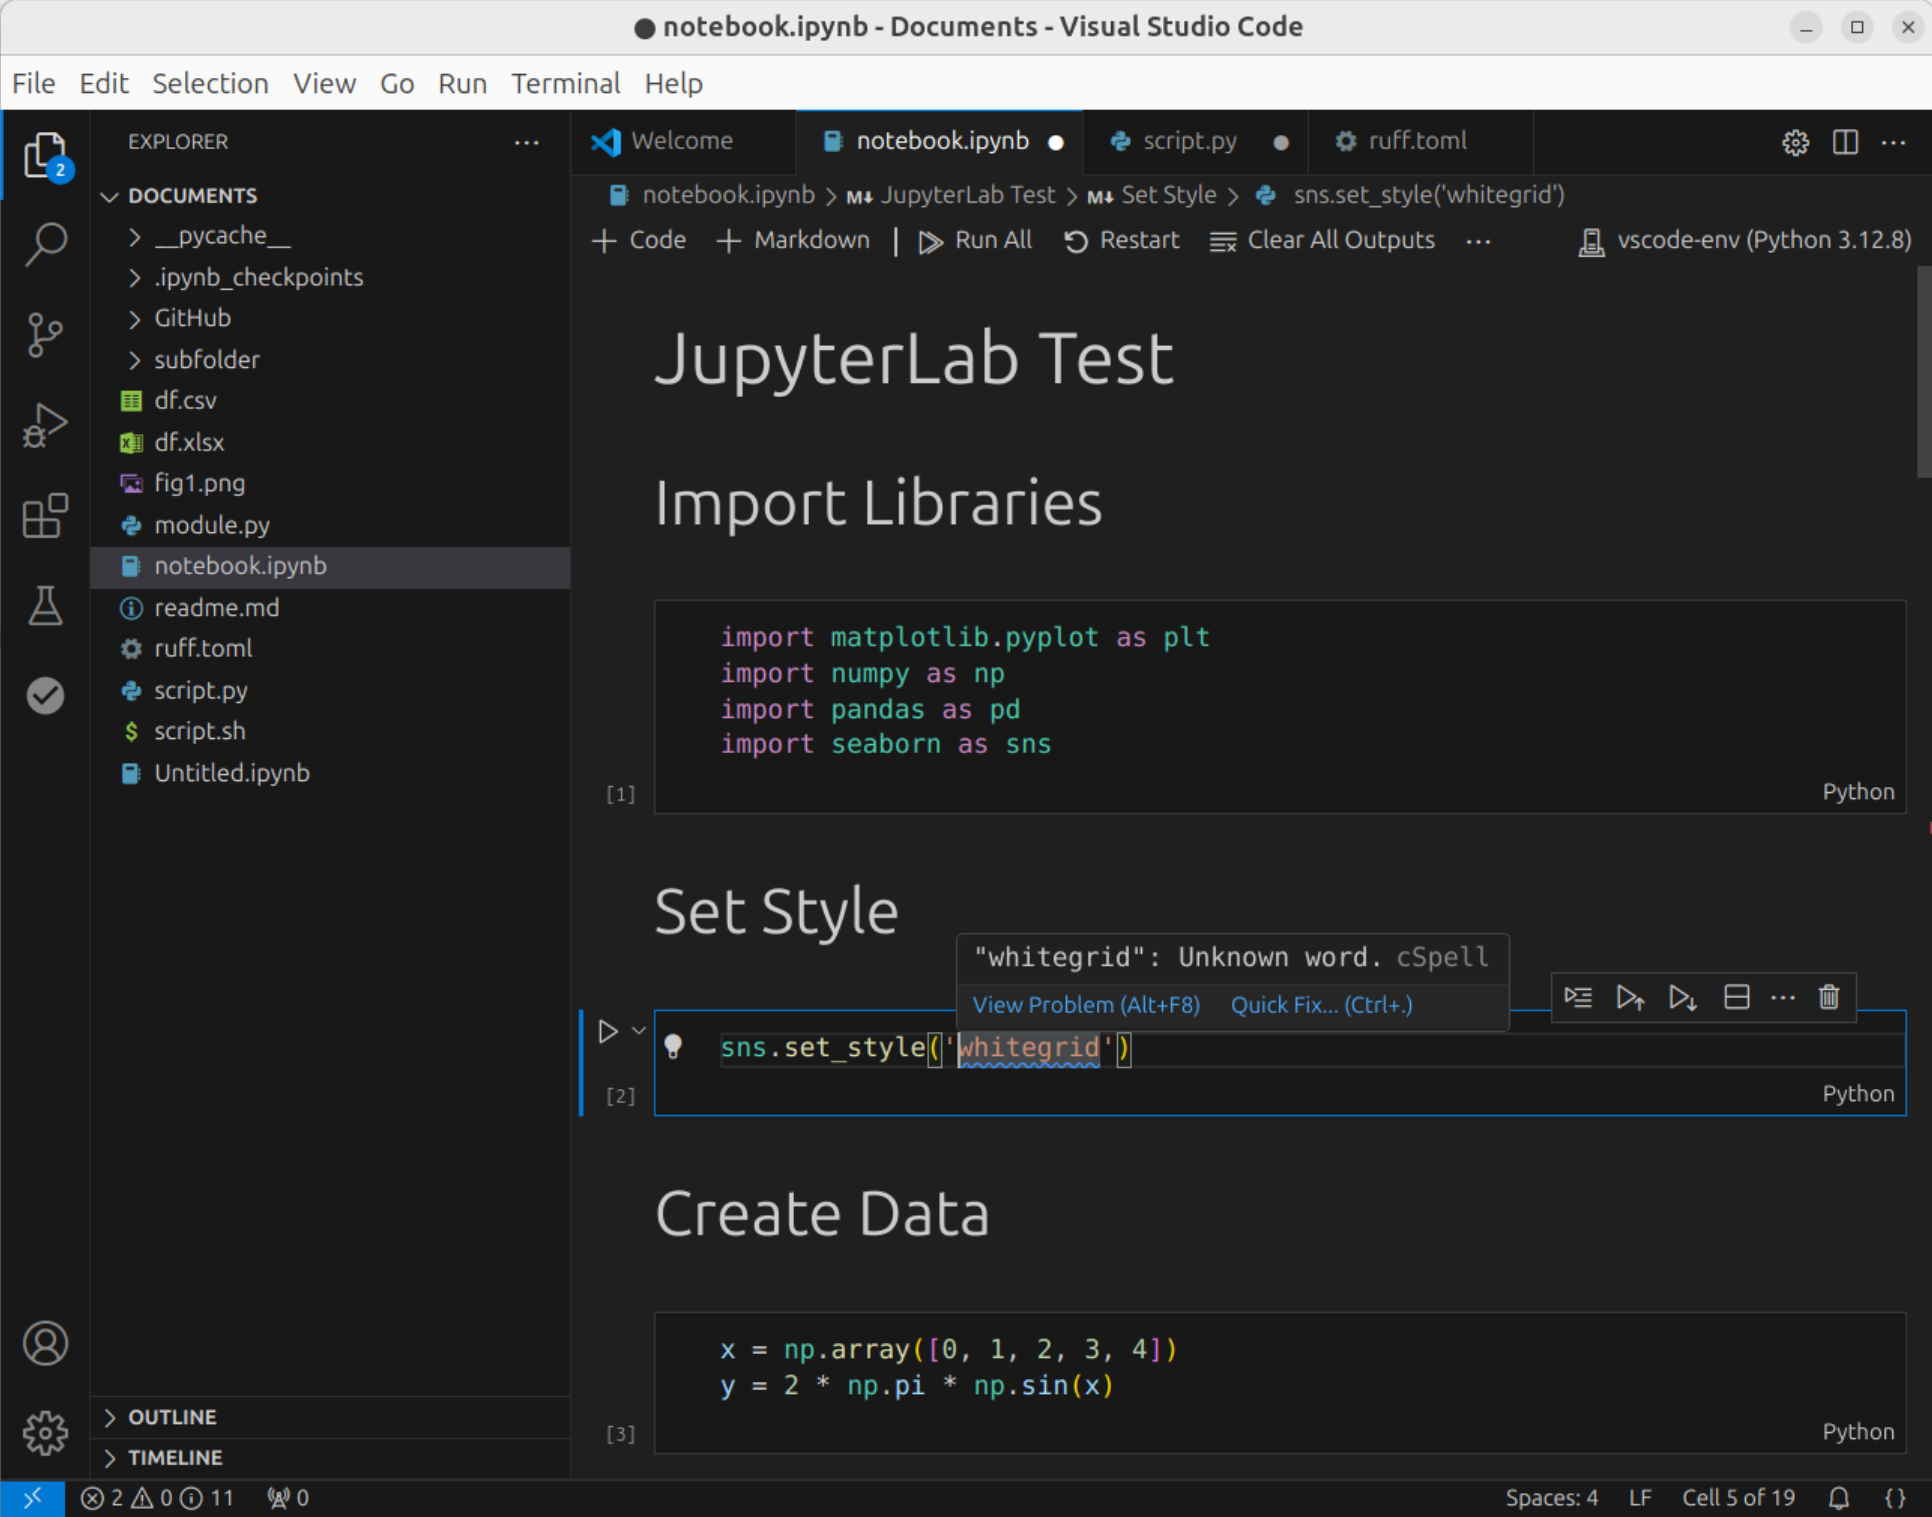 notebook.ipynb - Documents - Visual Studio Code
File Edit Selection View Go Run Terminal Help
2
EXPLORER
DOCUMENTS
__pycache__
.ipynb_checkpoints
GitHub
subfolder
df.csv
df.xlsx
fig1.png
module.py
notebook.ipynb
readme.md
ruff.toml
script.py
script.sh
Untitled.ipynb
OUTLINE
TIMELINE
Welcome notebook.ipynb script.py ruff.toml
notebook.ipynb > M↓ JupyterLab Test > M↓ Set Style > sns.set_style('whitegrid')
+ Code + Markdown | Run All Restart Clear All Outputs ... vscode-env (Python 3.12.8)
JupyterLab Test
Import Libraries
import matplotlib.pyplot as plt
import numpy as np
import pandas as pd
import seaborn as sns
[1] Python
Set Style
"whitegrid": Unknown word. cSpell
View Problem (Alt+F8) Quick Fix... (Ctrl+.)
sns.set_style('whitegrid')
[2] Python
Create Data
x = np.array([0, 1, 2, 3, 4])
y = 2 * np.pi * np.sin(x)
[3] Python
2 0 11 0 Spaces: 4 LF Cell 5 of 19 {}